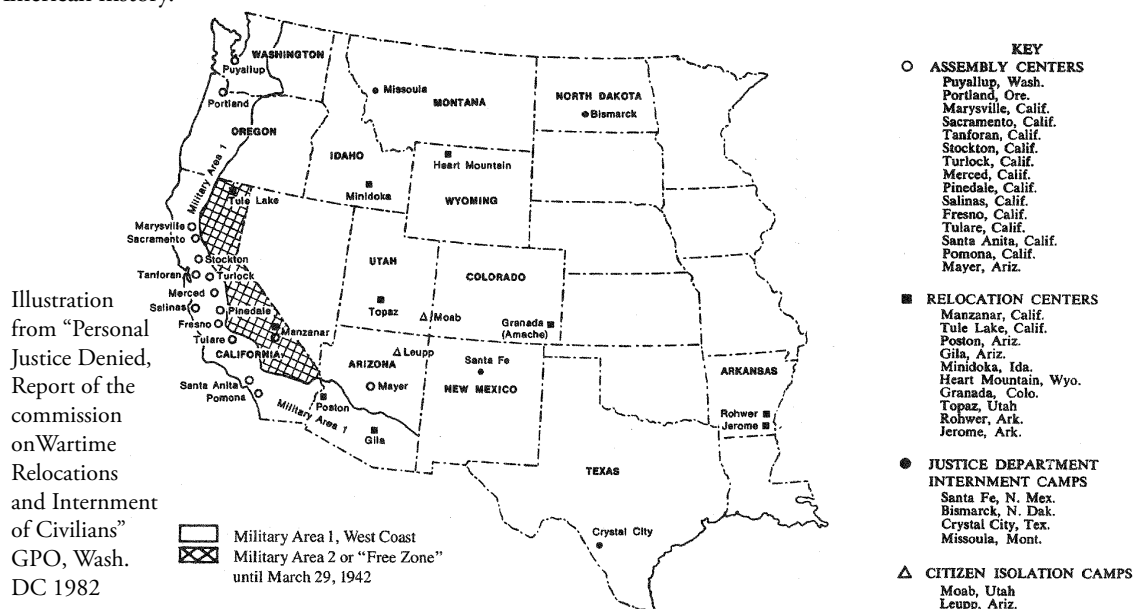 American history.
WASHINGTON
Puyallup
Portland
OREGON
Missoula
MONTANA
NORTH DAKOTA
Bismarck
IDAHO
Heart Mountain
Minidoka
WYOMING
Military Area 1
Tule Lake
Marysville
Sacramento
Stockton
Tanforan
Turlock
Merced
Salinas
Pinedale
Fresno
Manzanar
Tulare
CALIFORNIA
Santa Anita
Pomona
Military Area 1
UTAH
Topaz
Moab
COLORADO
Granada
(Amache)
Leupp
ARIZONA
Mayer
Poston
Gila
Santa Fe
NEW MEXICO
ARKANSAS
Rohwer
Jerome
TEXAS
Crystal City
Illustration
from “Personal
Justice Denied,
Report of the
commission
onWartime
Relocations
and Internment
of Civilians”
GPO, Wash.
DC 1982
Military Area 1, West Coast
Military Area 2 or “Free Zone”
until March 29, 1942
KEY
ASSEMBLY CENTERS
Puyallup, Wash.
Portland, Ore.
Marysville, Calif.
Sacramento, Calif.
Tanforan, Calif.
Stockton, Calif.
Turlock, Calif.
Merced, Calif.
Pinedale, Calif.
Salinas, Calif.
Fresno, Calif.
Tulare, Calif.
Santa Anita, Calif.
Pomona, Calif.
Mayer, Ariz.
RELOCATION CENTERS
Manzanar, Calif.
Tule Lake, Calif.
Poston, Ariz.
Gila, Ariz.
Minidoka, Ida.
Heart Mountain, Wyo.
Granada, Colo.
Topaz, Utah
Rohwer, Ark.
Jerome, Ark.
JUSTICE DEPARTMENT
INTERNMENT CAMPS
Santa Fe, N. Mex.
Bismarck, N. Dak.
Crystal City, Tex.
Missoula, Mont.
CITIZEN ISOLATION CAMPS
Moab, Utah
Leupp, Ariz.